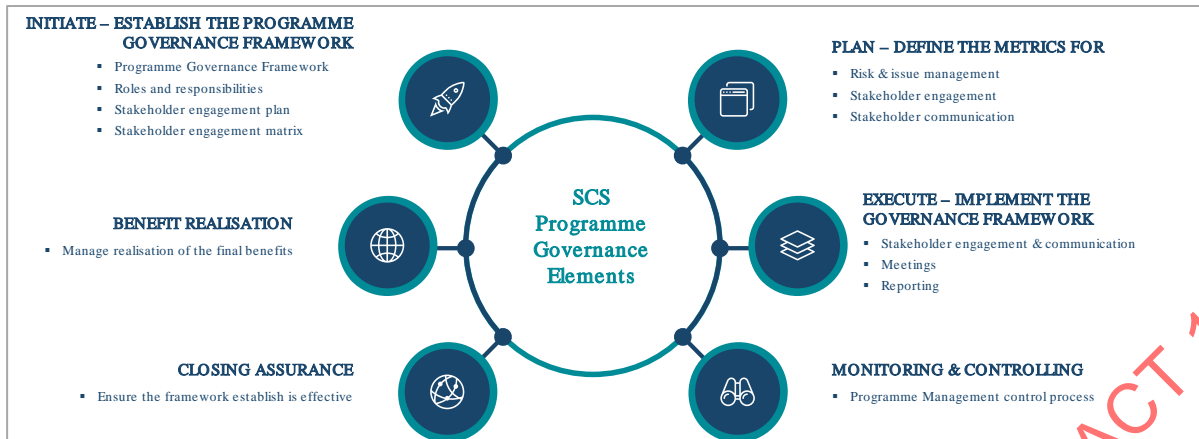 INITIATE – ESTABLISH THE PROGRAMME
GOVERNANCE FRAMEWORK
▪ Programme Governance Framework
▪ Roles and responsibilities
▪ Stakeholder engagement plan
▪ Stakeholder engagement matrix
PLAN – DEFINE THE METRICS FOR
▪ Risk & issue management
▪ Stakeholder engagement
▪ Stakeholder communication
SCS
Programme
Governance
Elements
BENEFIT REALISATION
▪ Manage realisation of the final benefits
EXECUTE – IMPLEMENT THE
GOVERNANCE FRAMEWORK
▪ Stakeholder engagement & communication
▪ Meetings
▪ Reporting
CLOSING ASSURANCE
▪ Ensure the framework establish is effective
MONITORING & CONTROLLING
▪ Programme Management control process